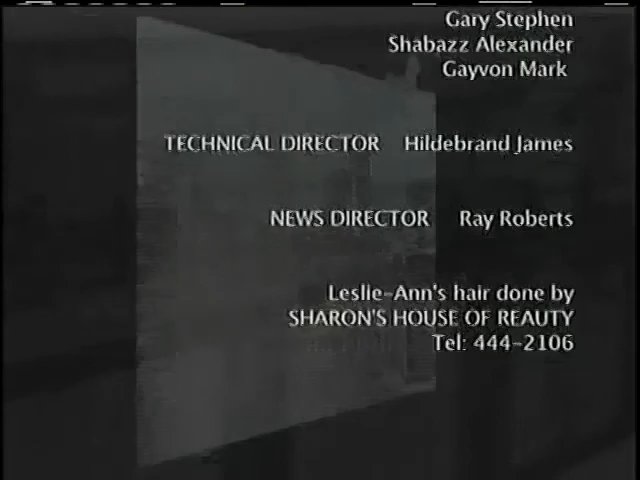 Gary Stephen
Shabazz Alexander
Gayvon Mark
TECHNICAL DIRECTOR Hildebrand James
NEWS DIRECTOR Ray Roberts
Leslie-Ann's hair done by
SHARON'S HOUSE OF REAUTY
Tel: 444-2106